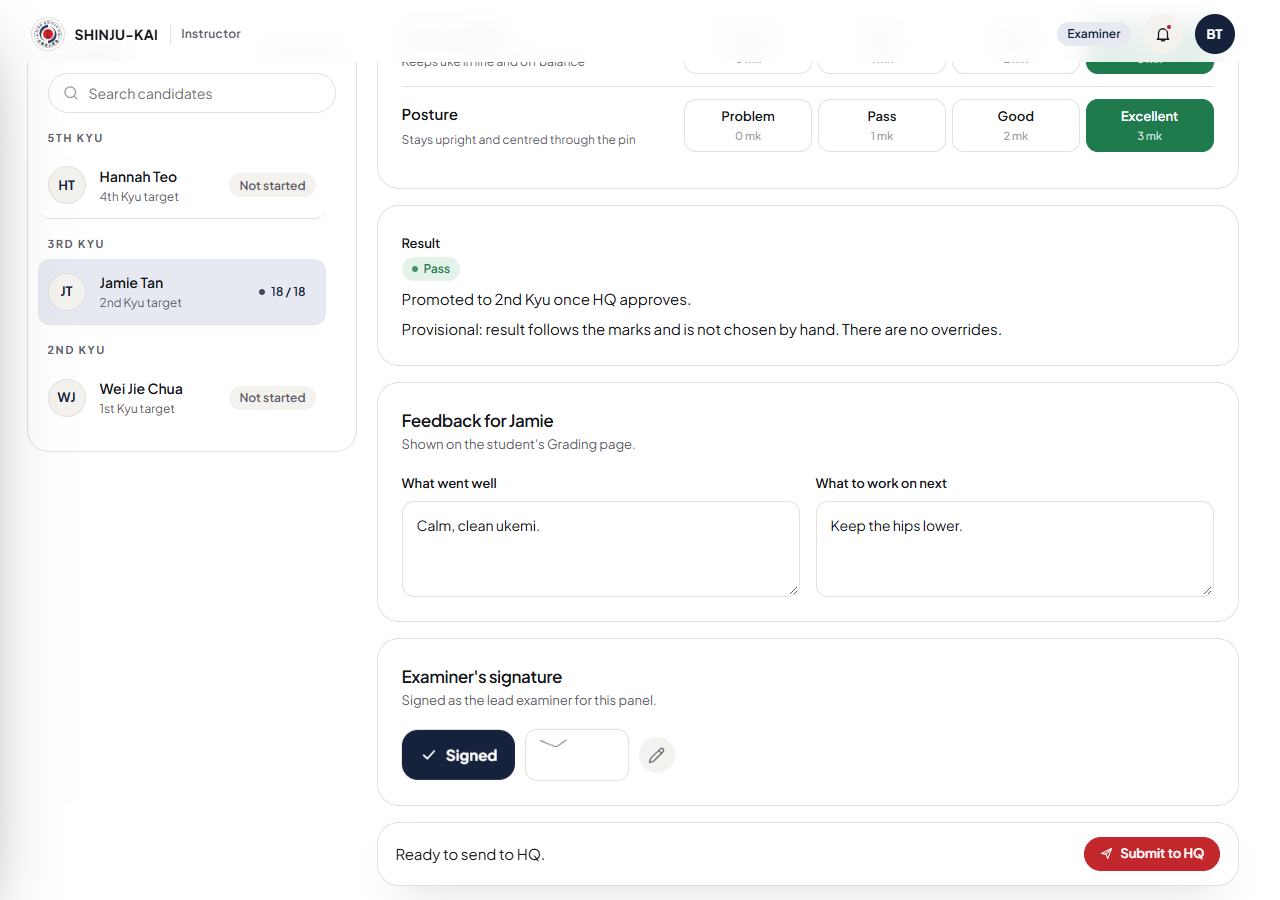 SHINJU-KAI
Instructor
Examiner
BT
Search candidates
5TH KYU
HT
Hannah Teo
4th Kyu target
Not started
3RD KYU
JT
Jamie Tan
2nd Kyu target
18 / 18
2ND KYU
WJ
Wei Jie Chua
1st Kyu target
Not started
Keeps uke in line and off balance
Posture
Stays upright and centred through the pin
Problem
0 mk
Pass
1 mk
Good
2 mk
Excellent
3 mk
Result
Pass
Promoted to 2nd Kyu once HQ approves.
Provisional: result follows the marks and is not chosen by hand. There are no overrides.
Feedback for Jamie
Shown on the student's Grading page.
What went well
Calm, clean ukemi.
What to work on next
Keep the hips lower.
Examiner's signature
Signed as the lead examiner for this panel.
Signed
Ready to send to HQ.
Submit to HQ